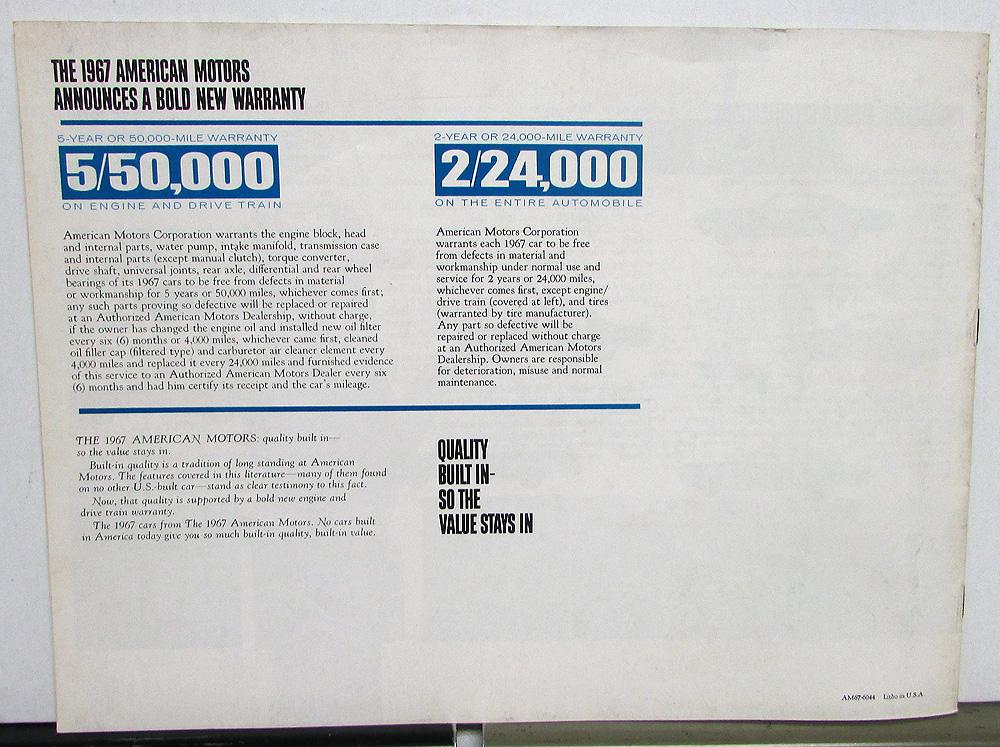 THE 1967 AMERICAN MOTORS
ANNOUNCES A BOLD NEW WARRANTY
5-YEAR OR 50,000-MILE WARRANTY
5/50,000
ON ENGINE AND DRIVE TRAIN
American Motors Corporation warrants the engine block, head
and internal parts, water pump, intake manifold, transmission case
and internal parts (except manual clutch), torque converter,
drive shaft, universal joints, rear axle, differential and rear wheel
bearings of its 1967 cars to be free from defects in material
or workmanship for 5 years or 50,000 miles, whichever comes first;
any such parts proving so defective will be replaced or repaired
at an Authorized American Motors Dealership, without charge,
if the owner has changed the engine oil and installed new oil filter
every six (6) months or 4,000 miles, whichever came first, cleaned
oil filler cap (filtered type) and carburetor air cleaner element every
4,000 miles and replaced it every 24,000 miles and furnished evidence
of this service to an Authorized American Motors Dealer every six
(6) months and had him certify its receipt and the car's mileage.
2-YEAR OR 24,000-MILE WARRANTY
2/24,000
ON THE ENTIRE AUTOMOBILE
American Motors Corporation
warrants each 1967 car to be free
from defects in material and
workmanship under normal use and
service for 2 years or 24,000 miles,
whichever comes first, except engine/
drive train (covered at left), and tires
(warranted by tire manufacturer).
Any part so defective will be
repaired or replaced without charge
at an Authorized American Motors
Dealership. Owners are responsible
for deterioration, misuse and normal
maintenance.
THE 1967 AMERICAN MOTORS: quality built in—
so the value stays in.
Built-in quality is a tradition of long standing at American
Motors. The features covered in this literature—many of them found
on no other U.S.-built car—stand as clear testimony to this fact.
Now, that quality is supported by a bold new engine and
drive train warranty.
The 1967 cars from The 1967 American Motors. No cars built
in America today give you so much built-in quality, built-in value.
QUALITY
BUILT IN-
SO THE
VALUE STAYS IN
AM67-6044 Litho in U.S.A.